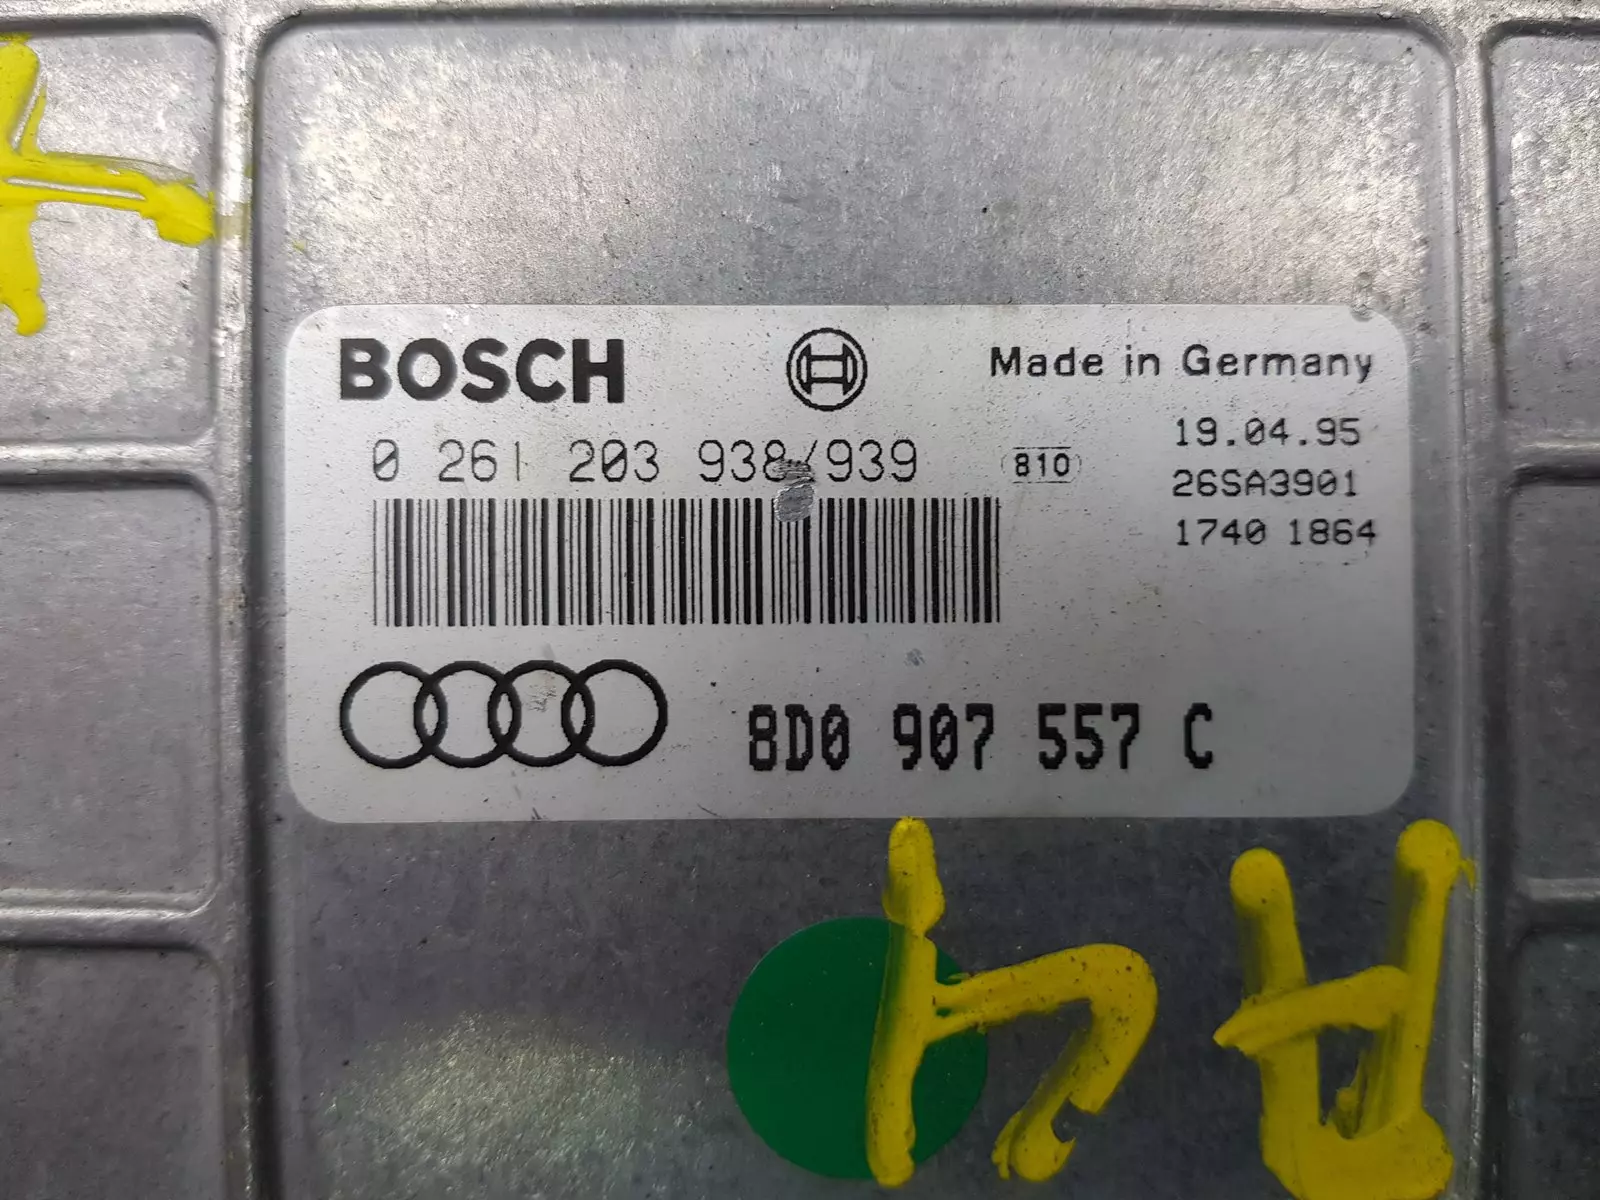 BOSCH
Made in Germany
0 261 203 938/939
810
19.04.95
26SA3901
1740 1864
8D0 907 557 C
A4